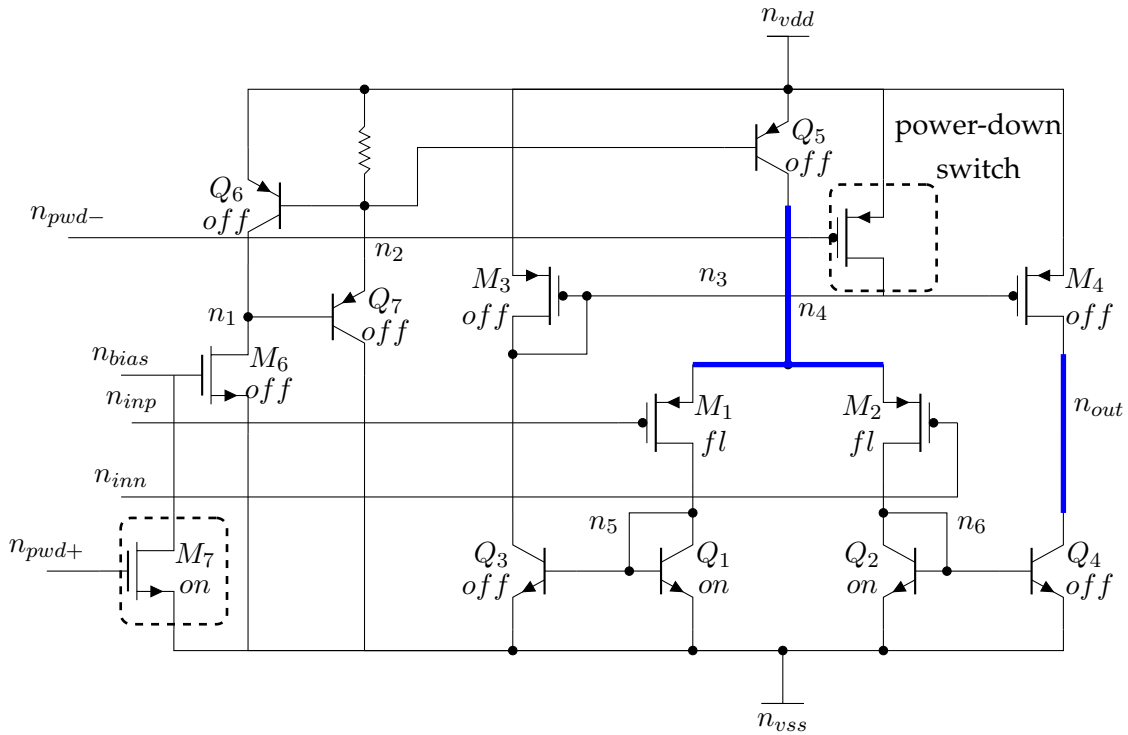 n_vdd
power-down
switch
Q_5
off
Q_6
off
n_pwd−
n_2
M_3
off
n_3
n_4
M_4
off
Q_7
off
n_1
n_bias
M_6
off
n_inp
M_1
fl
M_2
fl
n_out
n_inn
n_5
n_6
n_pwd+
M_7
on
Q_3
off
Q_1
on
Q_2
on
Q_4
off
n_vss